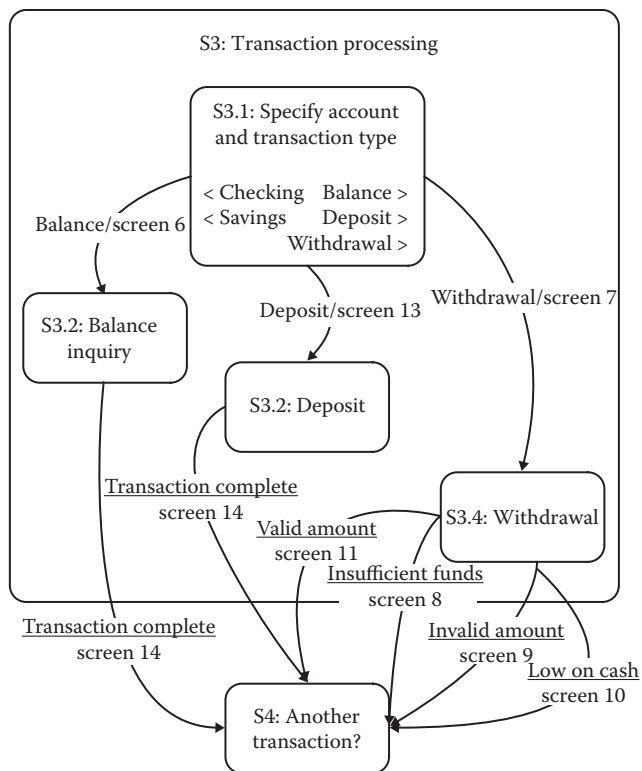 S3: Transaction processing
S3.1: Specify account
and transaction type
< Checking Balance >
< Savings Deposit >
Withdrawal >
Balance/screen 6
Deposit/screen 13
Withdrawal/screen 7
S3.2: Balance
inquiry
S3.2: Deposit
S3.4: Withdrawal
Transaction complete
screen 14
Valid amount
screen 11
Insufficient funds
screen 8
Transaction complete
screen 14
Invalid amount
screen 9
Low on cash
screen 10
S4: Another
transaction?